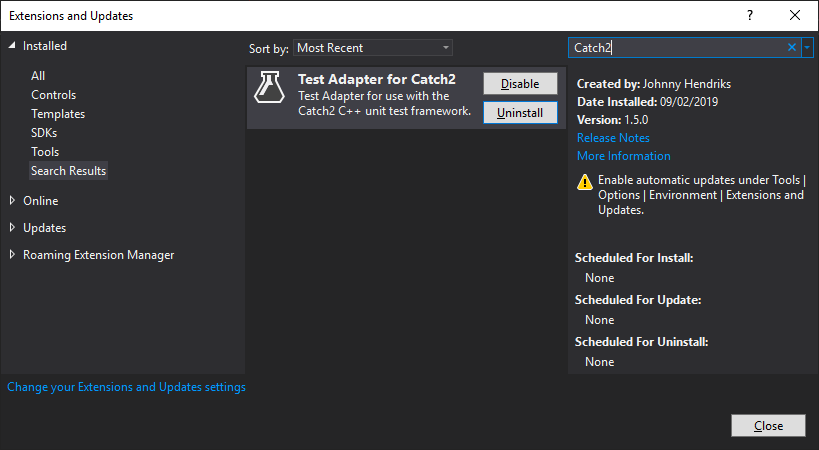 Extensions and Updates
?
Installed
All
Controls
Templates
SDKs
Tools
Search Results
Online
Updates
Roaming Extension Manager
Change your Extensions and Updates settings
Sort by: Most Recent
Test Adapter for Catch2
Test Adapter for use with the
Catch2 C++ unit test framework.
Disable
Uninstall
Catch2
Created by: Johnny Hendriks
Date Installed: 09/02/2019
Version: 1.5.0
Release Notes
More Information
Enable automatic updates under Tools |
Options | Environment | Extensions and
Updates.
Scheduled For Install:
None
Scheduled For Update:
None
Scheduled For Uninstall:
None
Close